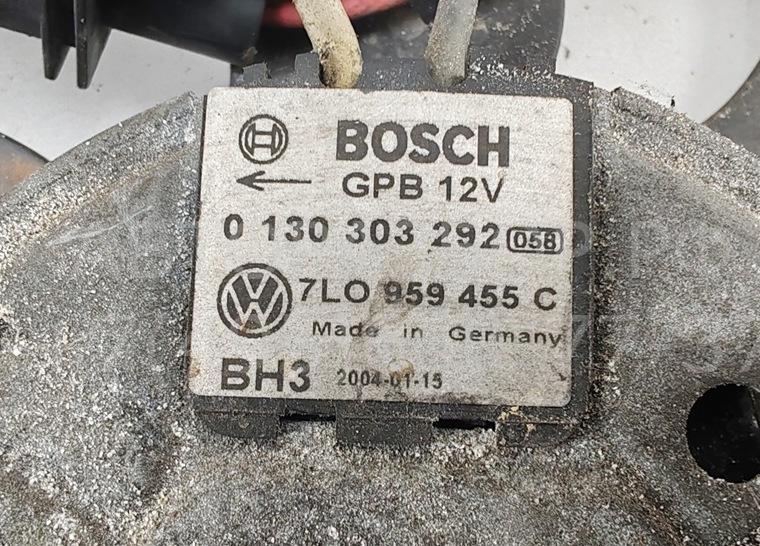 BOSCH
GPB 12V
0 130 303 292 058
7LO 959 455 C
Made in Germany
BH3 2004-01-15